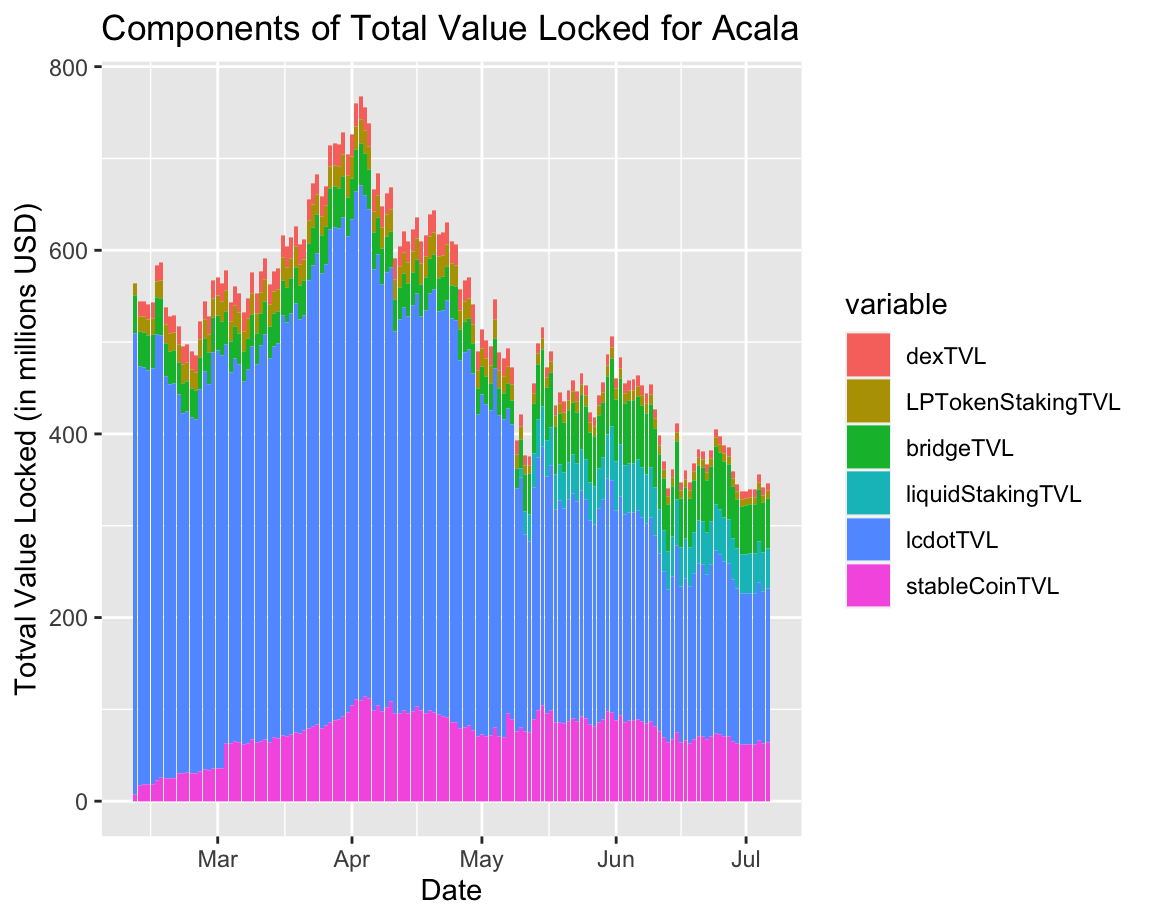 Components of Total Value Locked for Acala
Totval Value Locked (in millions USD)
800
600
400
200
0
Mar
Apr
May
Jun
Jul
Date
variable
dexTVL
LPTokenStakingTVL
bridgeTVL
liquidStakingTVL
lcdotTVL
stableCoinTVL